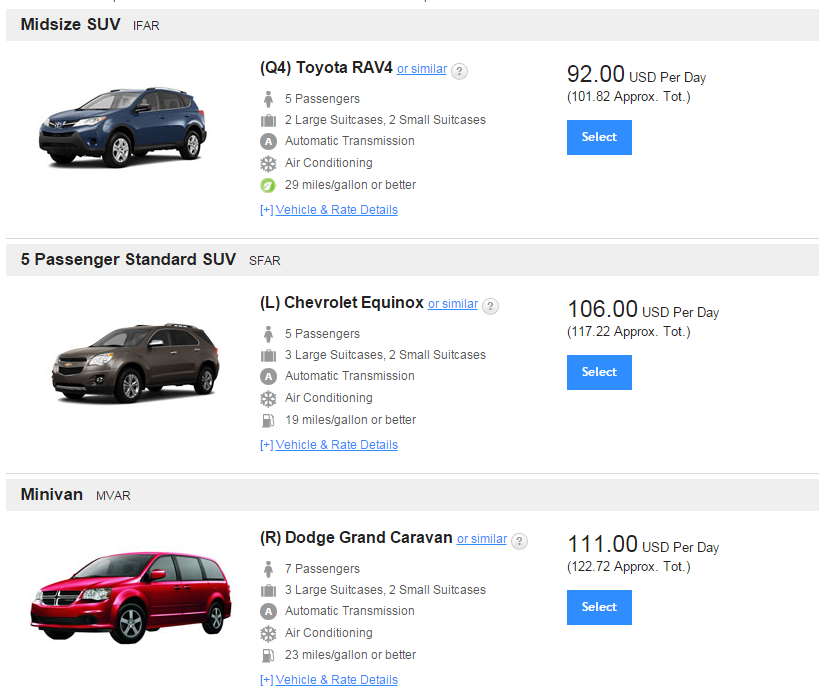 Midsize SUV IFAR
(Q4) Toyota RAV4 or similar ?
92.00 USD Per Day
(101.82 Approx. Tot.)
5 Passengers
2 Large Suitcases, 2 Small Suitcases
A Automatic Transmission
Air Conditioning
29 miles/gallon or better
[+] Vehicle & Rate Details
Select
5 Passenger Standard SUV SFAR
(L) Chevrolet Equinox or similar ?
106.00 USD Per Day
(117.22 Approx. Tot.)
5 Passengers
3 Large Suitcases, 2 Small Suitcases
A Automatic Transmission
Air Conditioning
19 miles/gallon or better
[+] Vehicle & Rate Details
Select
Minivan MVAR
(R) Dodge Grand Caravan or similar ?
111.00 USD Per Day
(122.72 Approx. Tot.)
7 Passengers
3 Large Suitcases, 2 Small Suitcases
A Automatic Transmission
Air Conditioning
23 miles/gallon or better
[+] Vehicle & Rate Details
Select